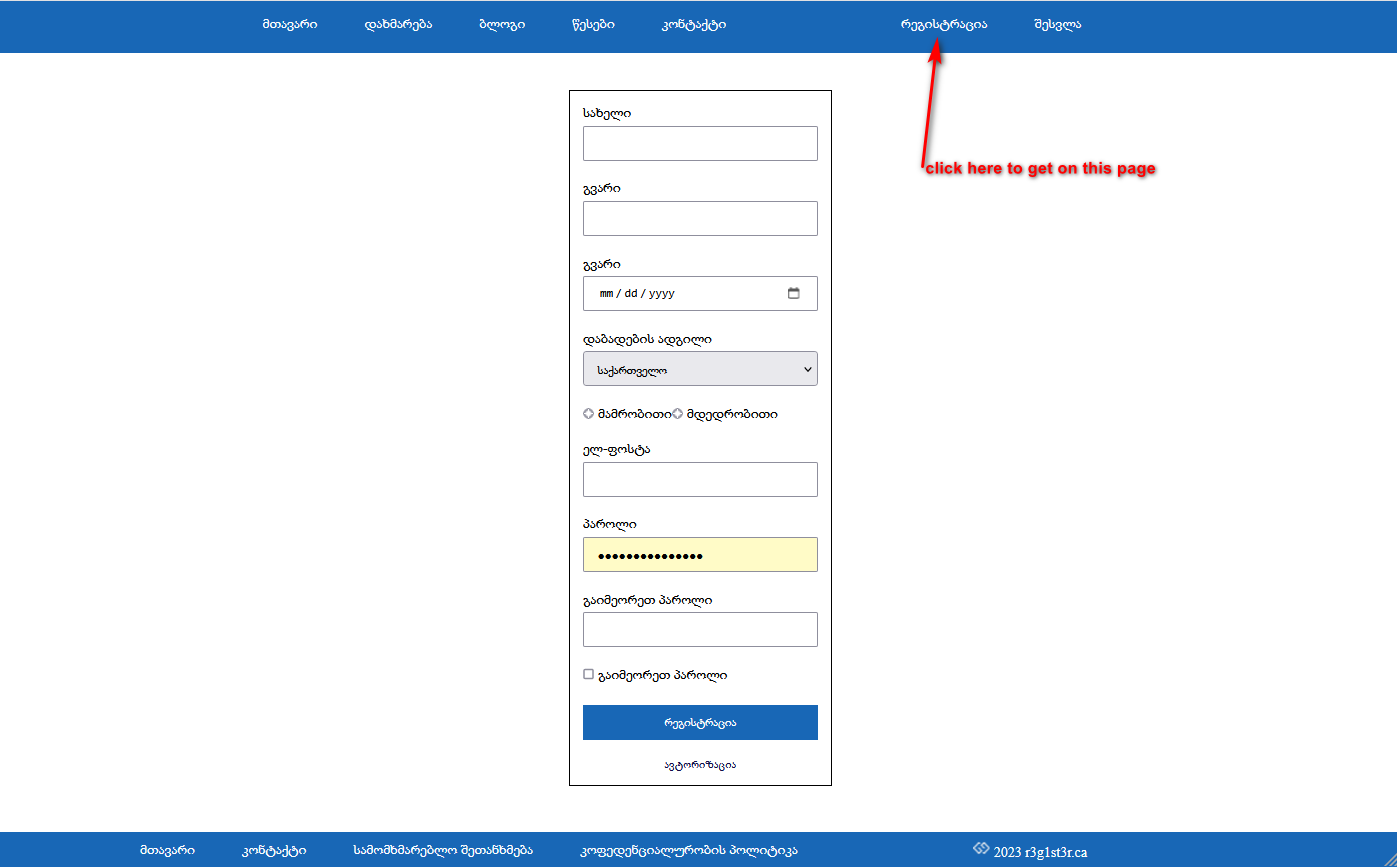 მთავარი დახმარება ბლოგი წესები კონტაქტი რეგისტრაცია შესვლა
click here to get on this page
სახელი
გვარი
გვარი
mm / dd / yyyy
დაბადების ადგილი
საქართველო
მამრობითი მდედრობითი
ელ-ფოსტა
პაროლი
გაიმეორეთ პაროლი
გაიმეორეთ პაროლი
რეგისტრაცია
ავტორიზაცია
მთავარი კონტაქტი სამომხმარებლო შეთანხმება კოფედენციალურობის პოლიტიკა 2023 r3g1st3r.ca